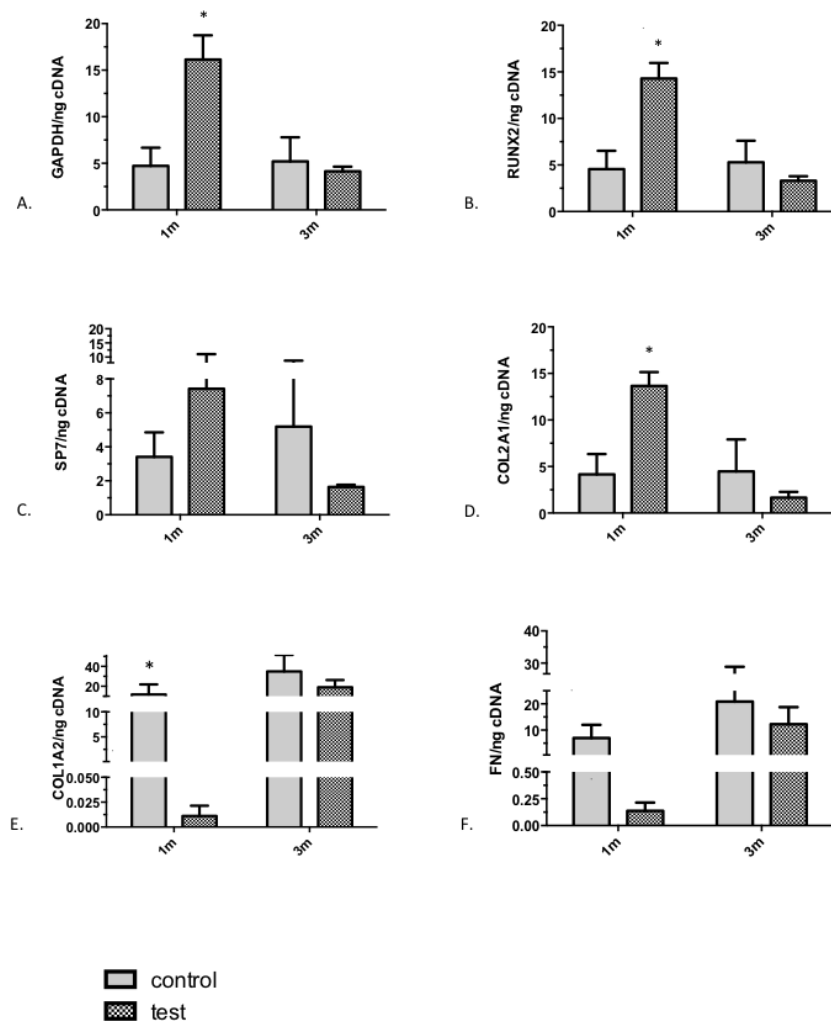 A.
GAPDH/ng cDNA
20
15
10
5
0
*
1m
3m
B.
RUNX2/ng cDNA
20
15
10
5
0
*
1m
3m
C.
SP7/ng cDNA
20
15
10
8
6
4
2
0
1m
3m
D.
COL2A1/ng cDNA
20
15
10
5
0
*
1m
3m
E.
COL1A2/ng cDNA
40
20
10
5
0.050
0.025
0.000
*
1m
3m
F.
FN/ng cDNA
40
30
20
10
0.50
0.25
0.00
1m
3m
control
test